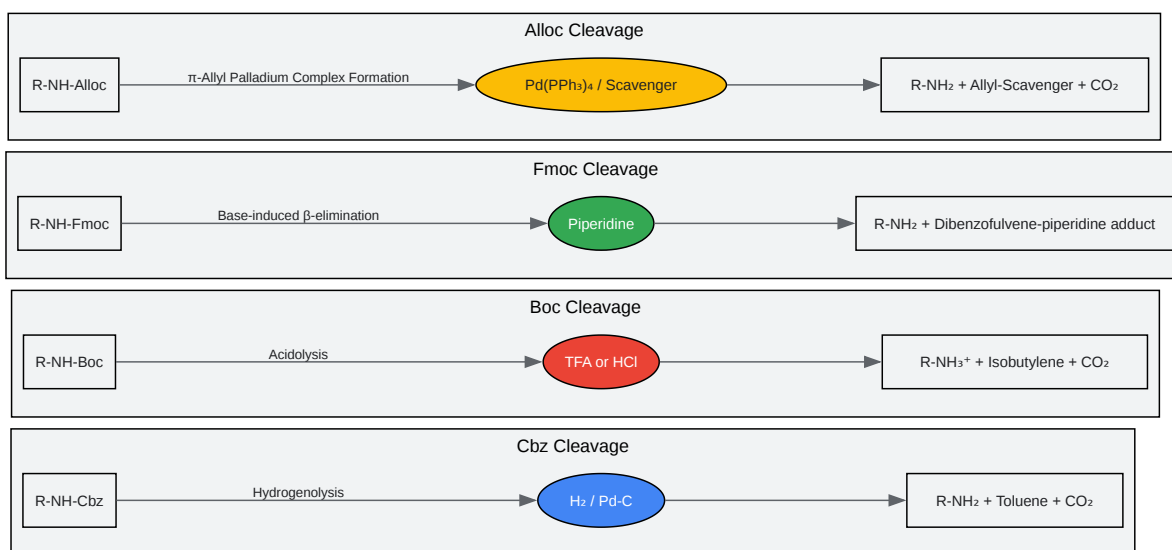 Alloc Cleavage
R-NH-Alloc
π-Allyl Palladium Complex Formation
Pd(PPh₃)₄ / Scavenger
R-NH₂ + Allyl-Scavenger + CO₂
Fmoc Cleavage
R-NH-Fmoc
Base-induced β-elimination
Piperidine
R-NH₂ + Dibenzofulvene-piperidine adduct
Boc Cleavage
R-NH-Boc
Acidolysis
TFA or HCl
R-NH₃⁺ + Isobutylene + CO₂
Cbz Cleavage
R-NH-Cbz
Hydrogenolysis
H₂ / Pd-C
R-NH₂ + Toluene + CO₂